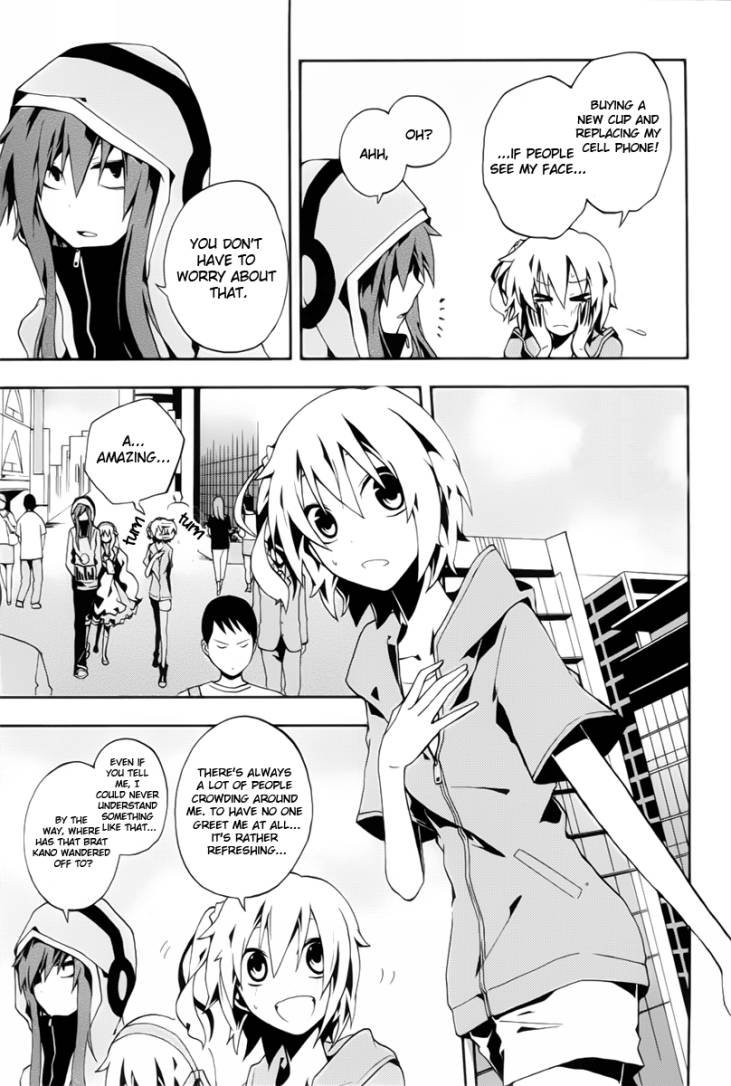 BUYING A
NEW CUP AND
REPLACING MY
CELL PHONE!
...IF PEOPLE
SEE MY FACE...
OH?
AHH,
YOU DON'T
HAVE TO
WORRY ABOUT
THAT.
A...
AMAZING...
turn
turn
THERE'S ALWAYS
A LOT OF PEOPLE
CROWDING AROUND
ME. TO HAVE NO ONE
GREET ME AT ALL...
IT'S RATHER
REFRESHING...
EVEN IF
YOU TELL
ME, I
COULD NEVER
UNDERSTAND
SOMETHING
LIKE THAT...
BY THE
WAY, WHERE
HAS THAT BRAT
KANO WANDERED
OFF TO?